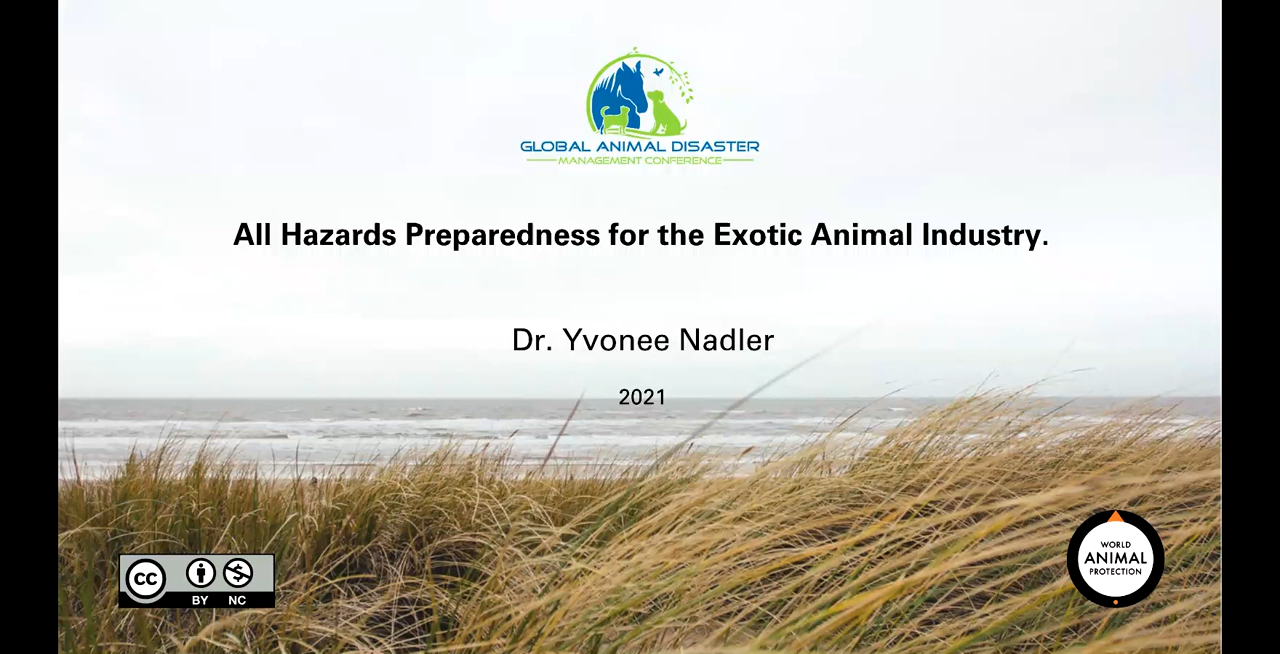 GLOBAL ANIMAL DISASTER
MANAGEMENT CONFERENCE
All Hazards Preparedness for the Exotic Animal Industry.
Dr. Yvonee Nadler
2021
WORLD
ANIMAL
PROTECTION
CC
BY NC